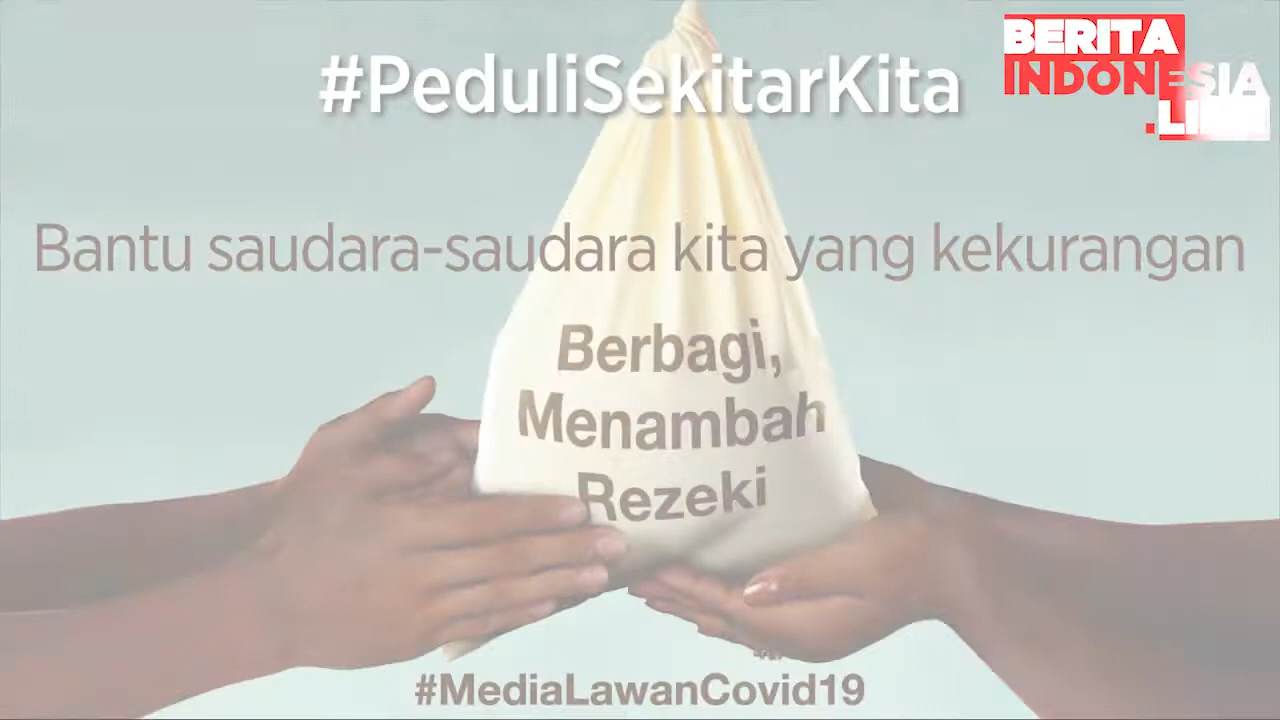 #PeduliSekitarKita
BERITA
INDONESIA
Bantu saudara-saudara kita yang kekurangan
Berbagi,
Menambah
Rezeki
#MediaLawanCovid19